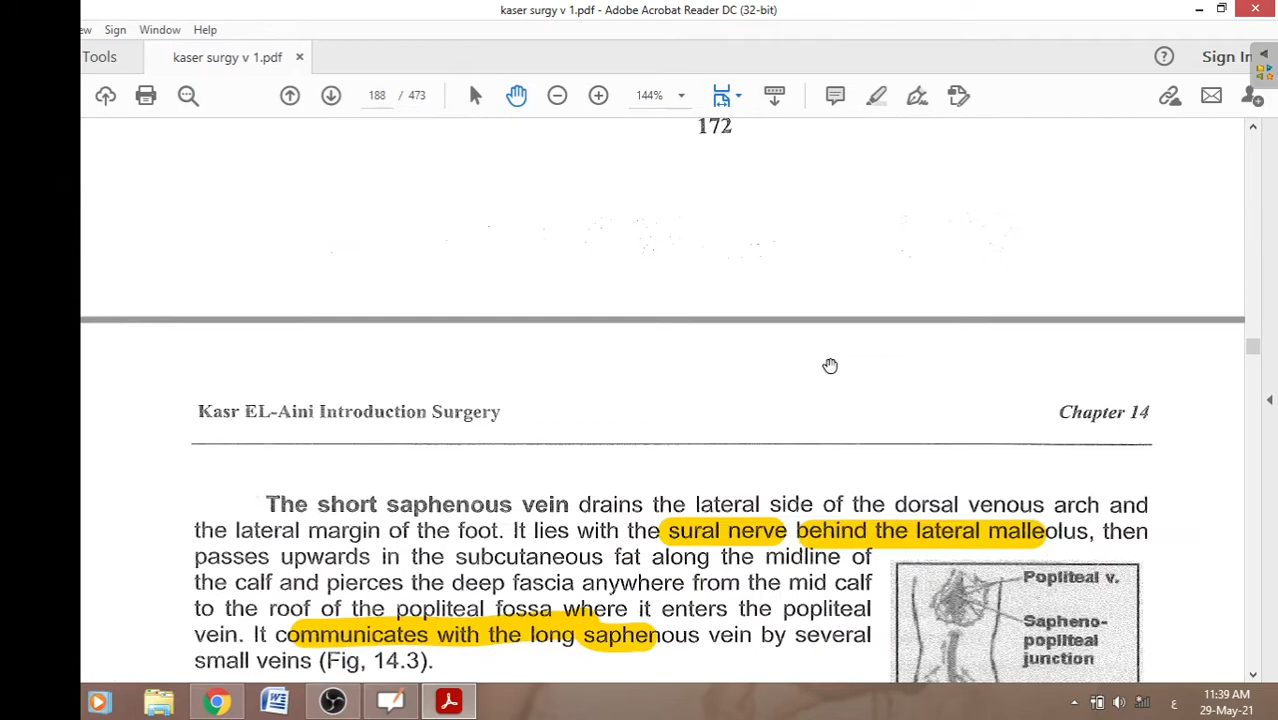 kaser surgy v 1.pdf - Adobe Acrobat Reader DC (32-bit)
ew Sign Window Help
Tools kaser surgy v 1.pdf × Sign In
188 / 473 144%
172
Kasr EL-Aini Introduction Surgery Chapter 14
The short saphenous vein drains the lateral side of the dorsal venous arch and
the lateral margin of the foot. It lies with the sural nerve behind the lateral malleolus, then
passes upwards in the subcutaneous fat along the midline of
the calf and pierces the deep fascia anywhere from the mid calf
to the roof of the popliteal fossa where it enters the popliteal
vein. It communicates with the long saphenous vein by several
small veins (Fig, 14.3).
Popliteal v.
Sapheno-
popliteal
junction
11:39 AM
29-May-21
ع